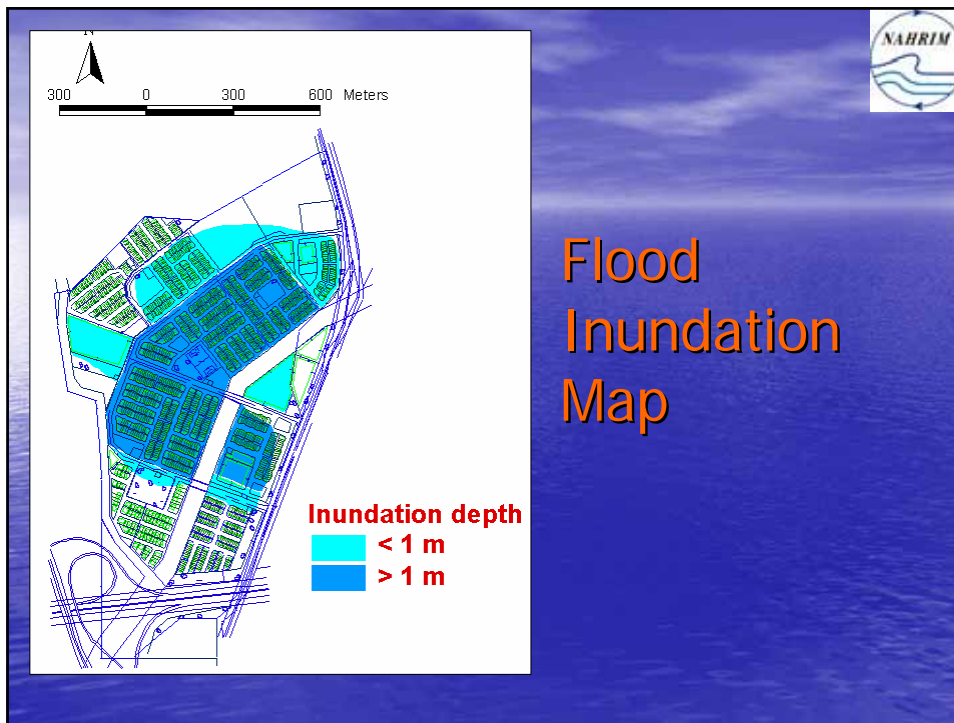 N
300 0 300 600 Meters
NAHRIM
Flood
Inundation
Map
Inundation depth
< 1 m
> 1 m